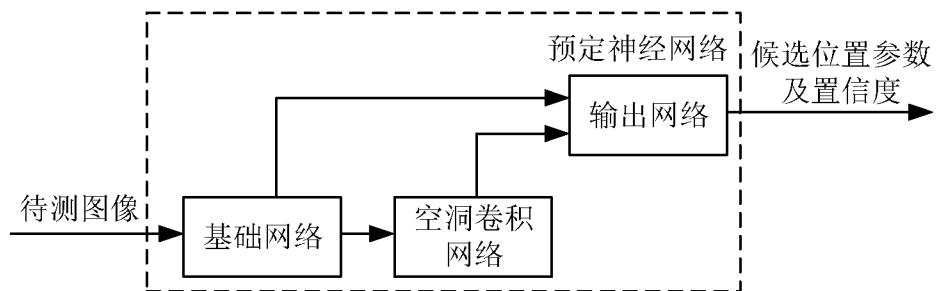 预定神经网络
候选位置参数
及置信度
输出网络
待测图像
基础网络
空洞卷积
网络